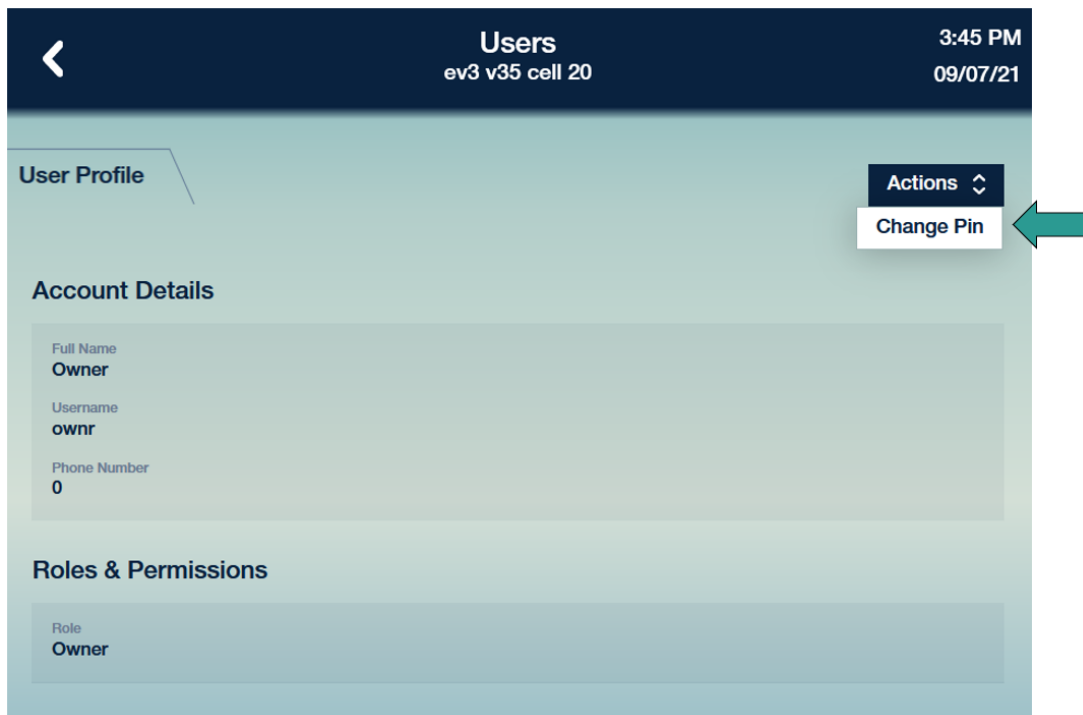 Users
3:45 PM
ev3 v35 cell 20
09/07/21
User Profile
Actions
Change Pin
Account Details
Full Name
Owner
Username
ownr
Phone Number
0
Roles & Permissions
Role
Owner